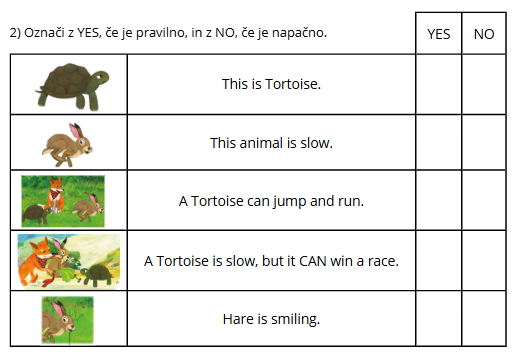 2) Označi z YES, če je pravilno, in z NO, če je napačno.
YES
NO
This is Tortoise.
This animal is slow.
A Tortoise can jump and run.
A Tortoise is slow, but it CAN win a race.
Hare is smiling.